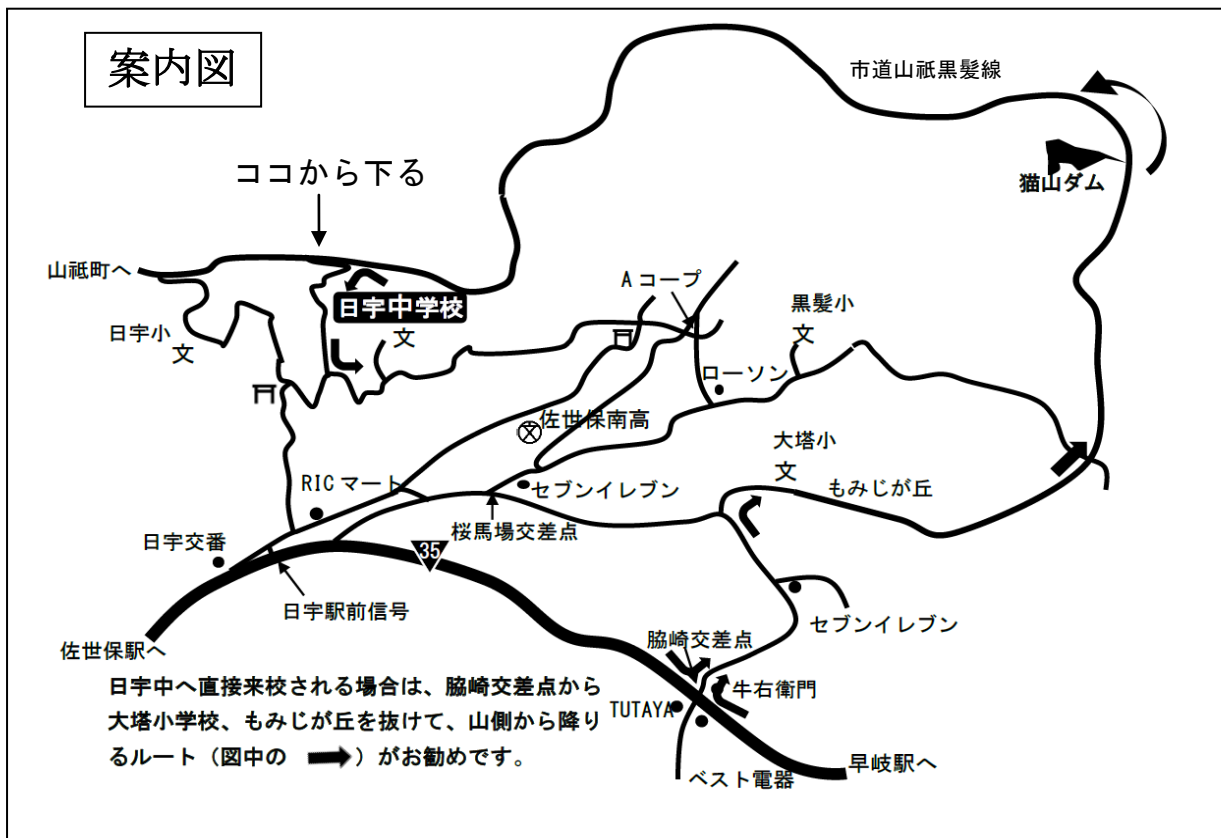 案内図
市道山祇黒髪線
猫山ダム
ココから下る
山祗町へ
Aコープ
日宇中学校
文
黒髪小
文
日宇小
文
ローソン
佐世保南高
文
大塔小
文
RICマート
セブンイレブン
もみじが丘
桜馬場交差点
日宇交番
35
日宇駅前信号
セブンイレブン
佐世保駅へ
脇崎交差点
日宇中へ直接来校される場合は、脇崎交差点から
大塔小学校、もみじが丘を抜けて、山側から降り
るルート（図中の ）がお勧めです。
牛右衛門
TUTAYA
早岐駅へ
ベスト電器